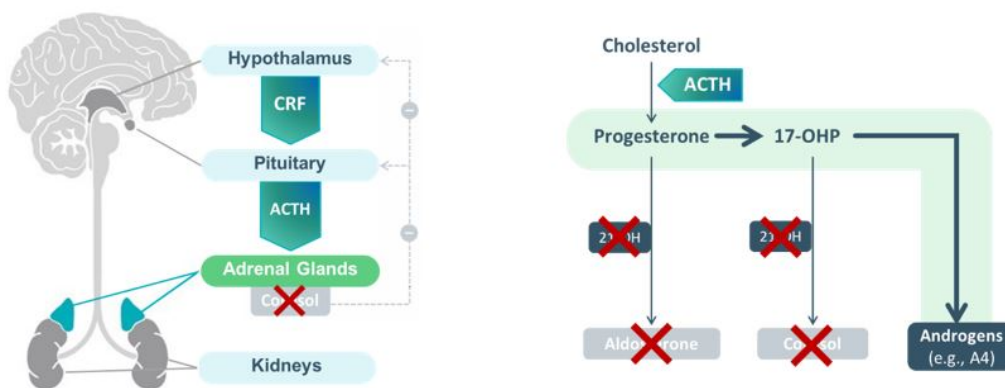 Hypothalamus
CRF
Pituitary
ACTH
Adrenal Glands
Kidneys
Cholesterol
ACTH
Progesterone
17-OHP
Androgens
(e.g., A4)